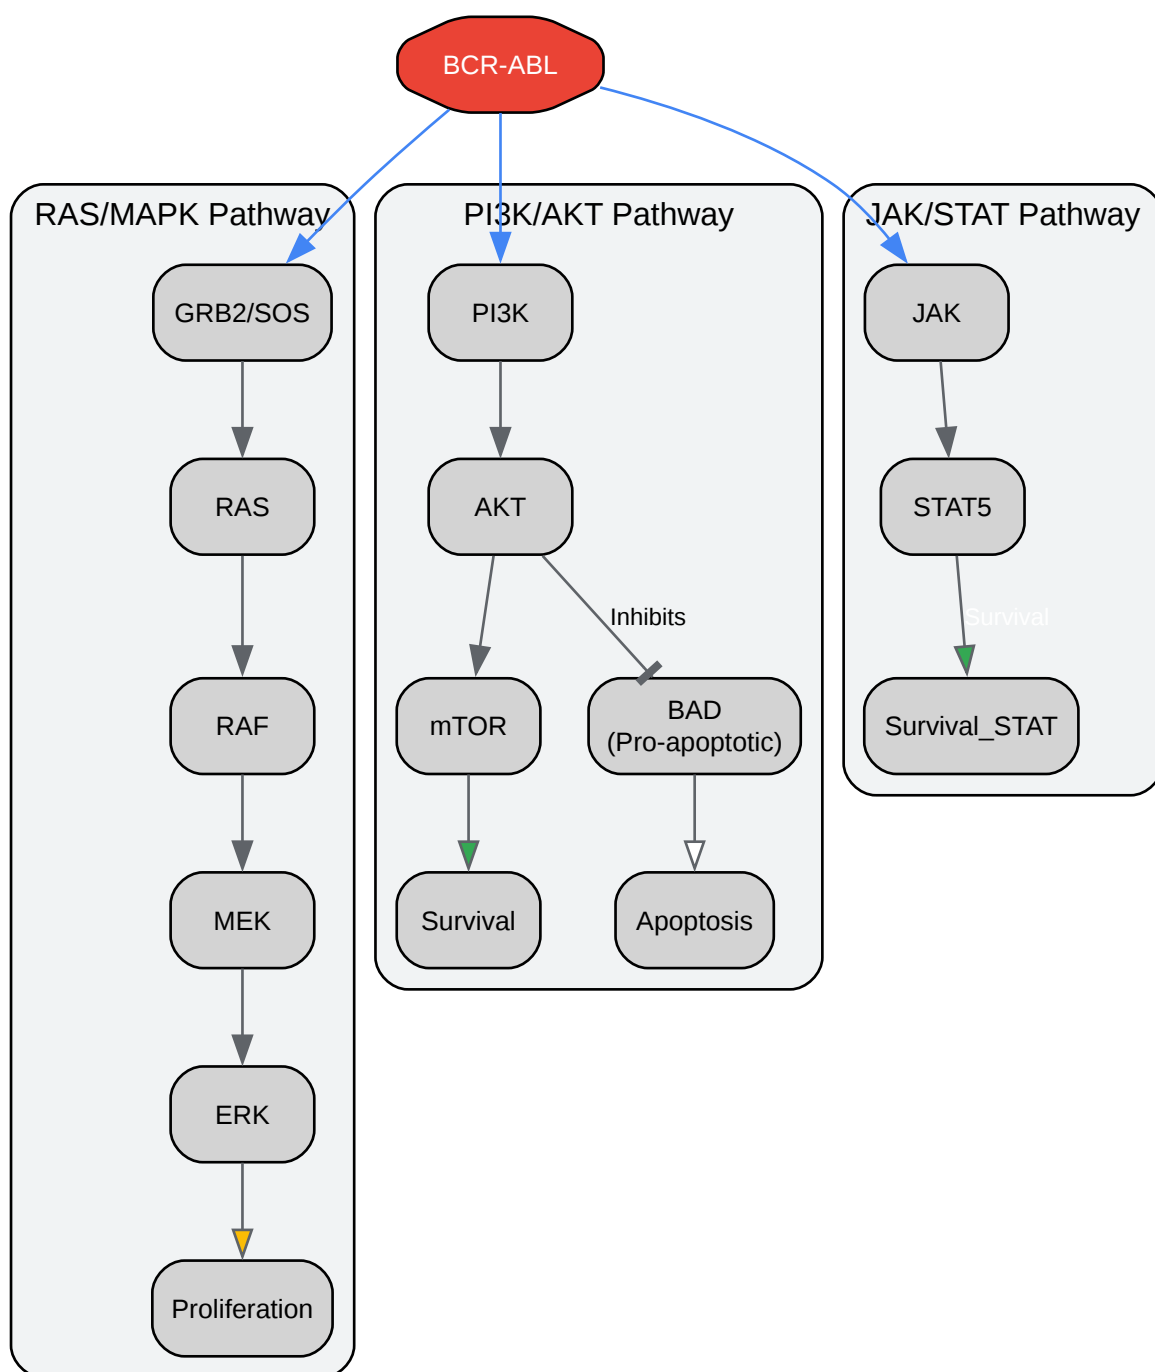 BCR-ABL
RAS/MAPK Pathway
GRB2/SOS
RAS
RAF
MEK
ERK
Proliferation
PI3K/AKT Pathway
PI3K
AKT
Inhibits
mTOR
BAD
(Pro-apoptotic)
Survival
Apoptosis
JAK/STAT Pathway
JAK
STAT5
Survival
Survival_STAT